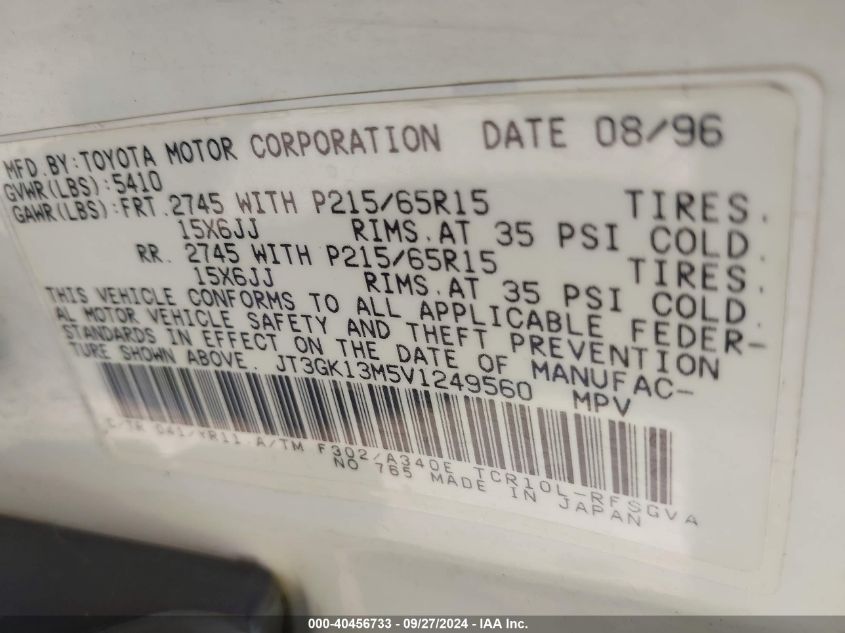 MFD.BY:TOYOTA MOTOR CORPORATION DATE 08/96
GVWR(LBS):5410
GAWR(LBS):FRT.2745 WITH P215/65R15 TIRES.
15X6JJ RIMS.AT 35 PSI COLD.
RR. 2745 WITH P215/65R15 TIRES.
15X6JJ RIMS.AT 35 PSI COLD.
THIS VEHICLE CONFORMS TO ALL APPLICABLE FEDER-
AL MOTOR VEHICLE SAFETY AND THEFT PREVENTION
STANDARDS IN EFFECT ON THE DATE OF MANUFAC-
TURE SHOWN ABOVE. JT3GK13M5V1249560 MPV
C/TR 041/YR11.A/TM F302/A340E TCR10L-RFSGVA
NO 765 MADE IN JAPAN
000-40456733 - 09/27/2024 - IAA Inc.